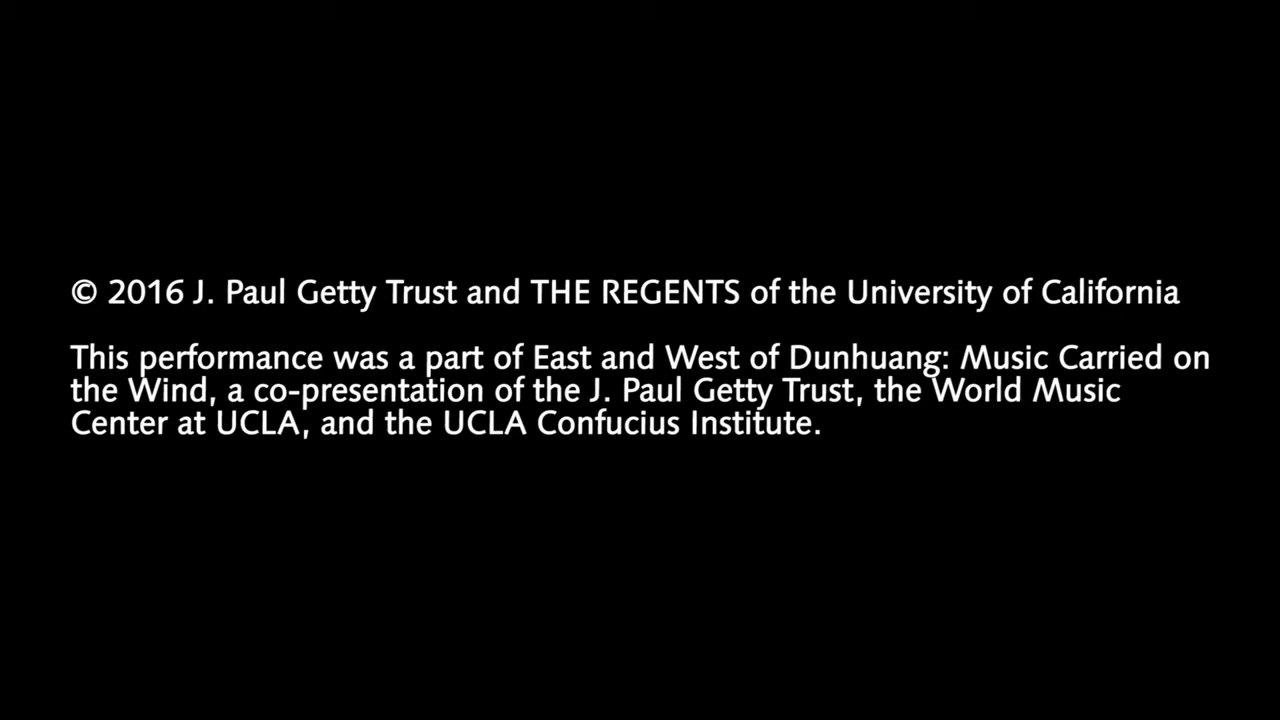 © 2016 J. Paul Getty Trust and THE REGENTS of the University of California
This performance was a part of East and West of Dunhuang: Music Carried on
the Wind, a co-presentation of the J. Paul Getty Trust, the World Music
Center at UCLA, and the UCLA Confucius Institute.